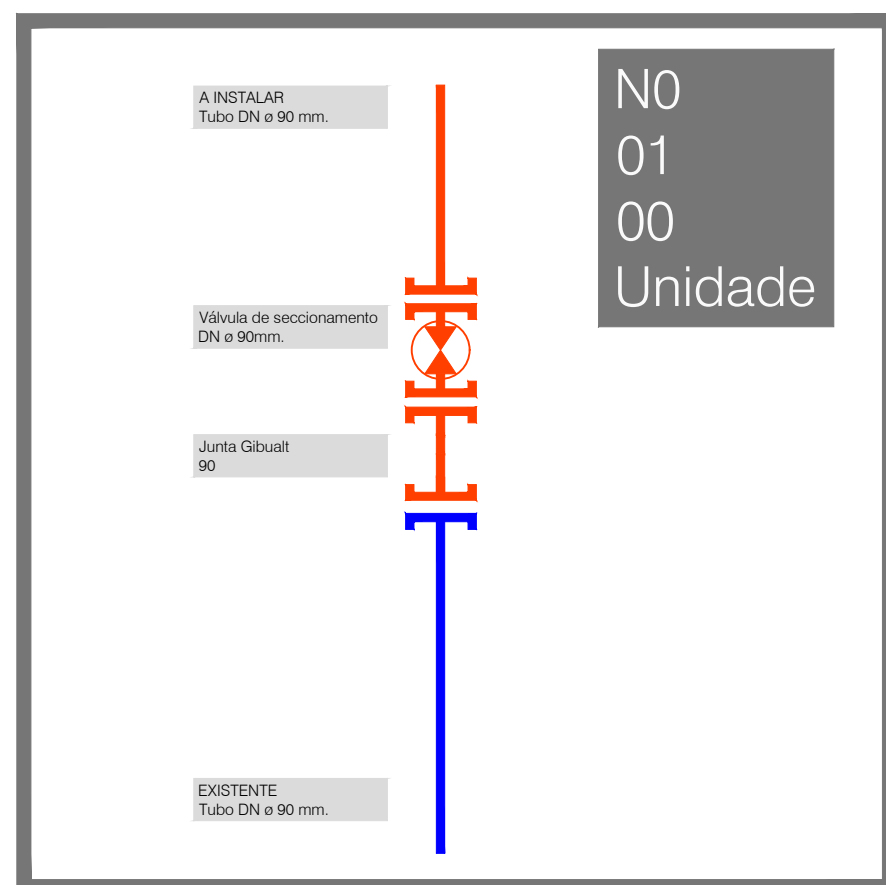 A INSTALAR
Tubo DN ø 90 mm.
N0
01
00
Unidade
Válvula de seccionamento
DN ø 90mm.
Junta Gibualt
90
EXISTENTE
Tubo DN ø 90 mm.